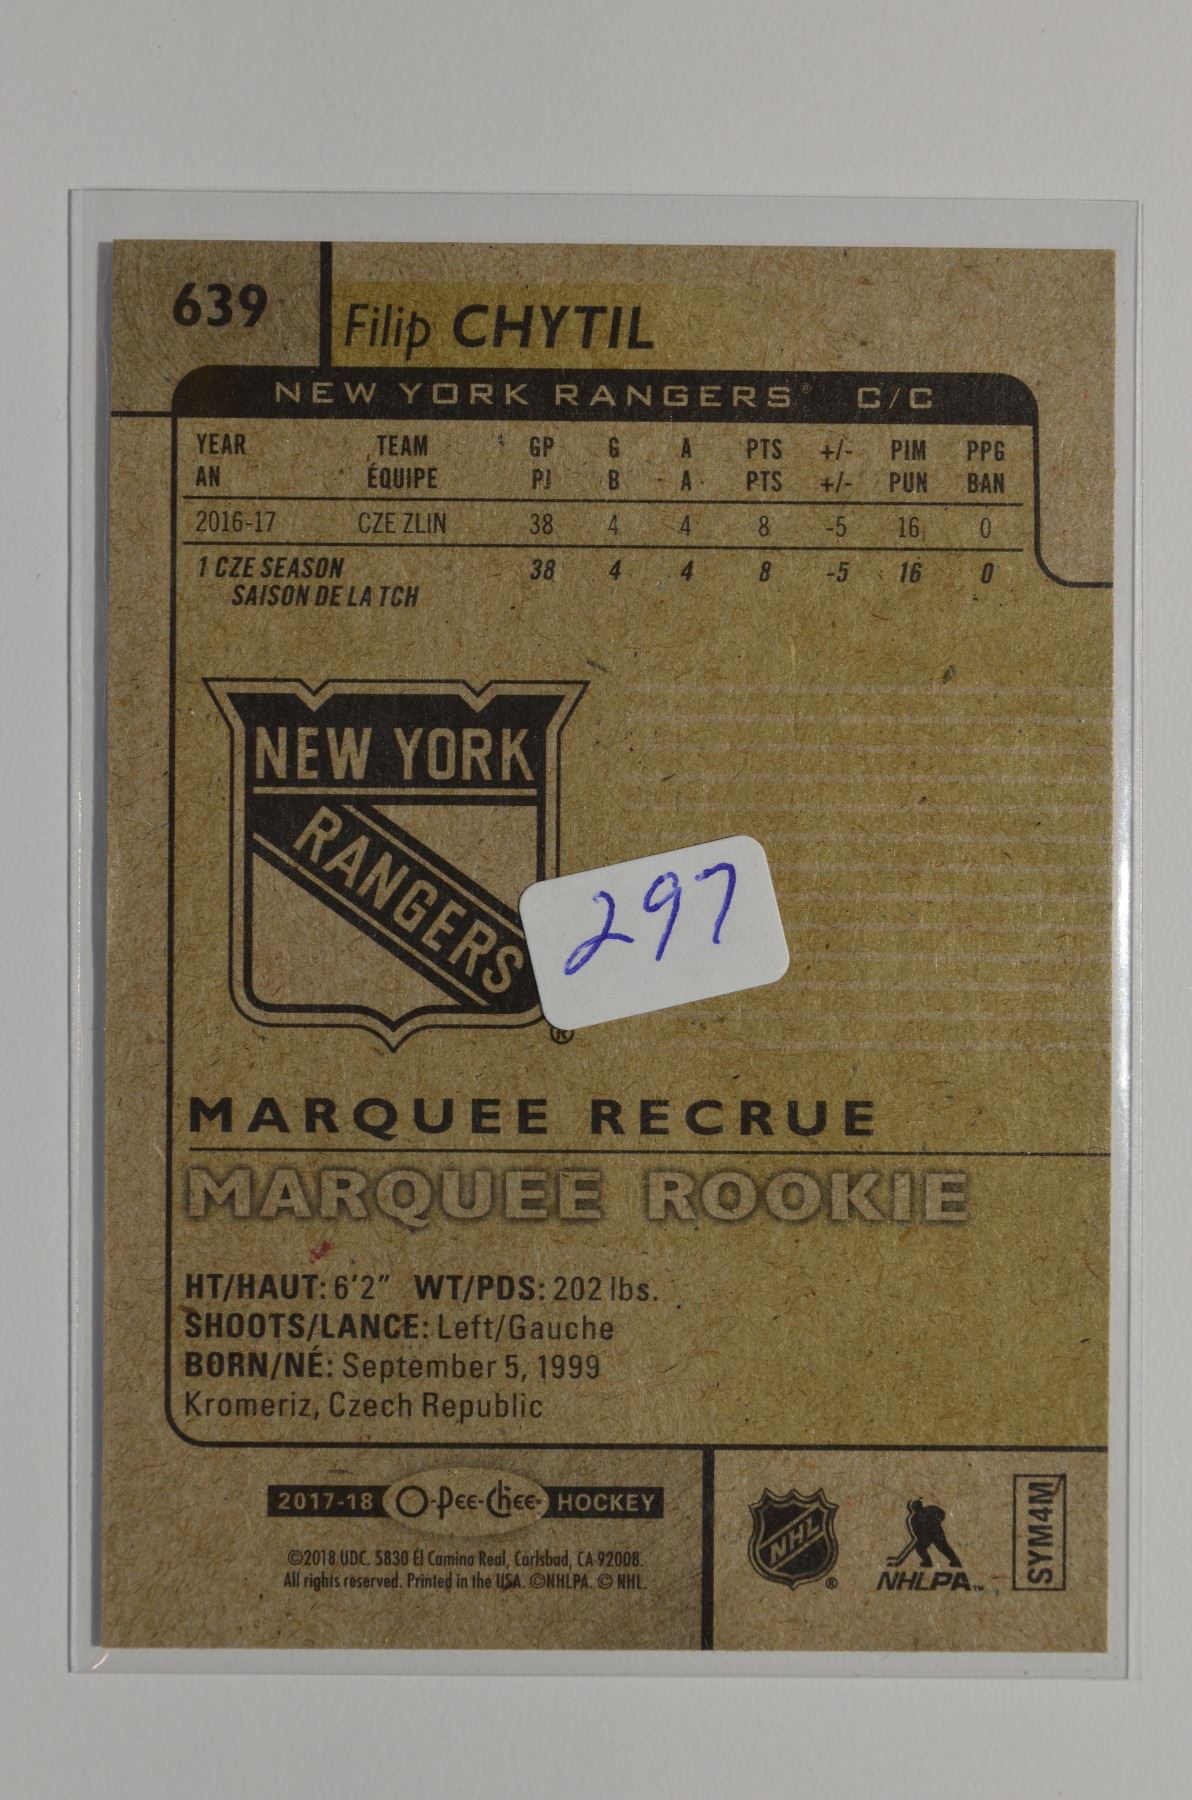 639
Filip CHYTIL
NEW YORK RANGERS® C/C
YEAR TEAM GP G A PTS +/- PIM PPG
AN ÉQUIPE PJ B A PTS +/- PUN BAN
2016-17 CZE ZLIN 38 4 4 8 -5 16 0
1 CZE SEASON 38 4 4 8 -5 16 0
SAISON DE LA TCH
NEW YORK
RANGERS
®
297
MARQUEE RECRUE
MARQUEE ROOKIE
HT/HAUT: 6'2" WT/PDS: 202 lbs.
SHOOTS/LANCE: Left/Gauche
BORN/NÉ: September 5, 1999
Kromeriz, Czech Republic
2017-18 O-Pee-Chee HOCKEY
©2018 UDC. 5830 El Camino Real, Carlsbad, CA 92008.
All rights reserved. Printed in the USA. ©NHLPA. © NHL.
NHL ®
NHLPA™
SYM4M